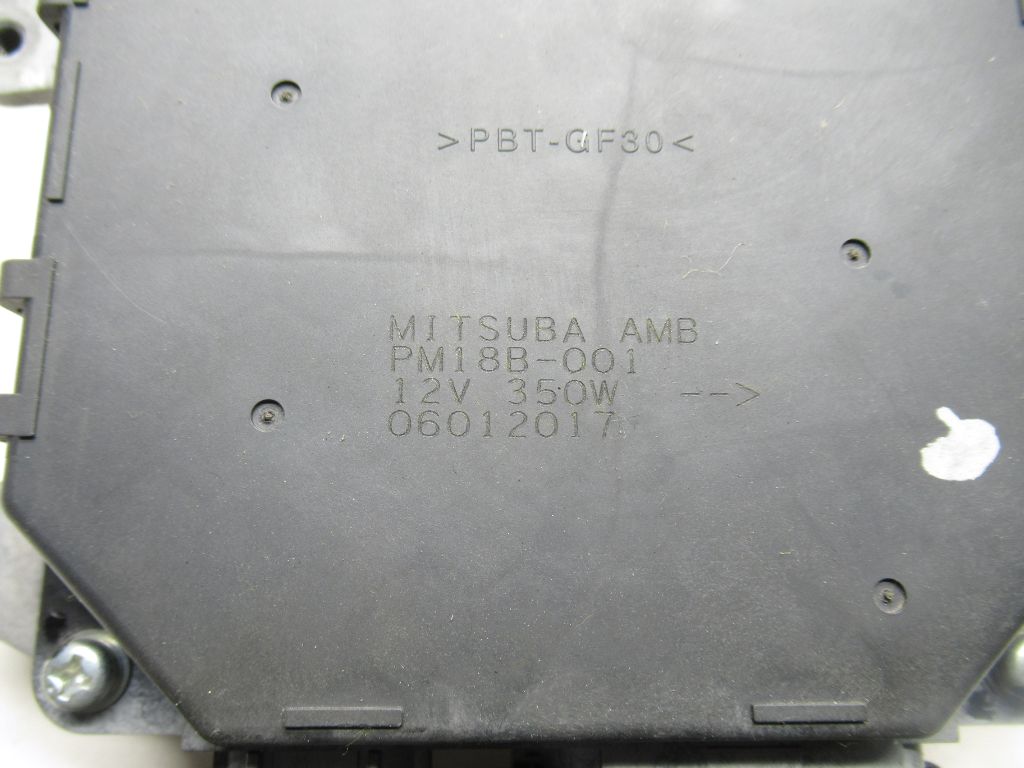 >PBT-GF30<
MITSUBA AMB
PM18B-001
12V 350W -->
06012017